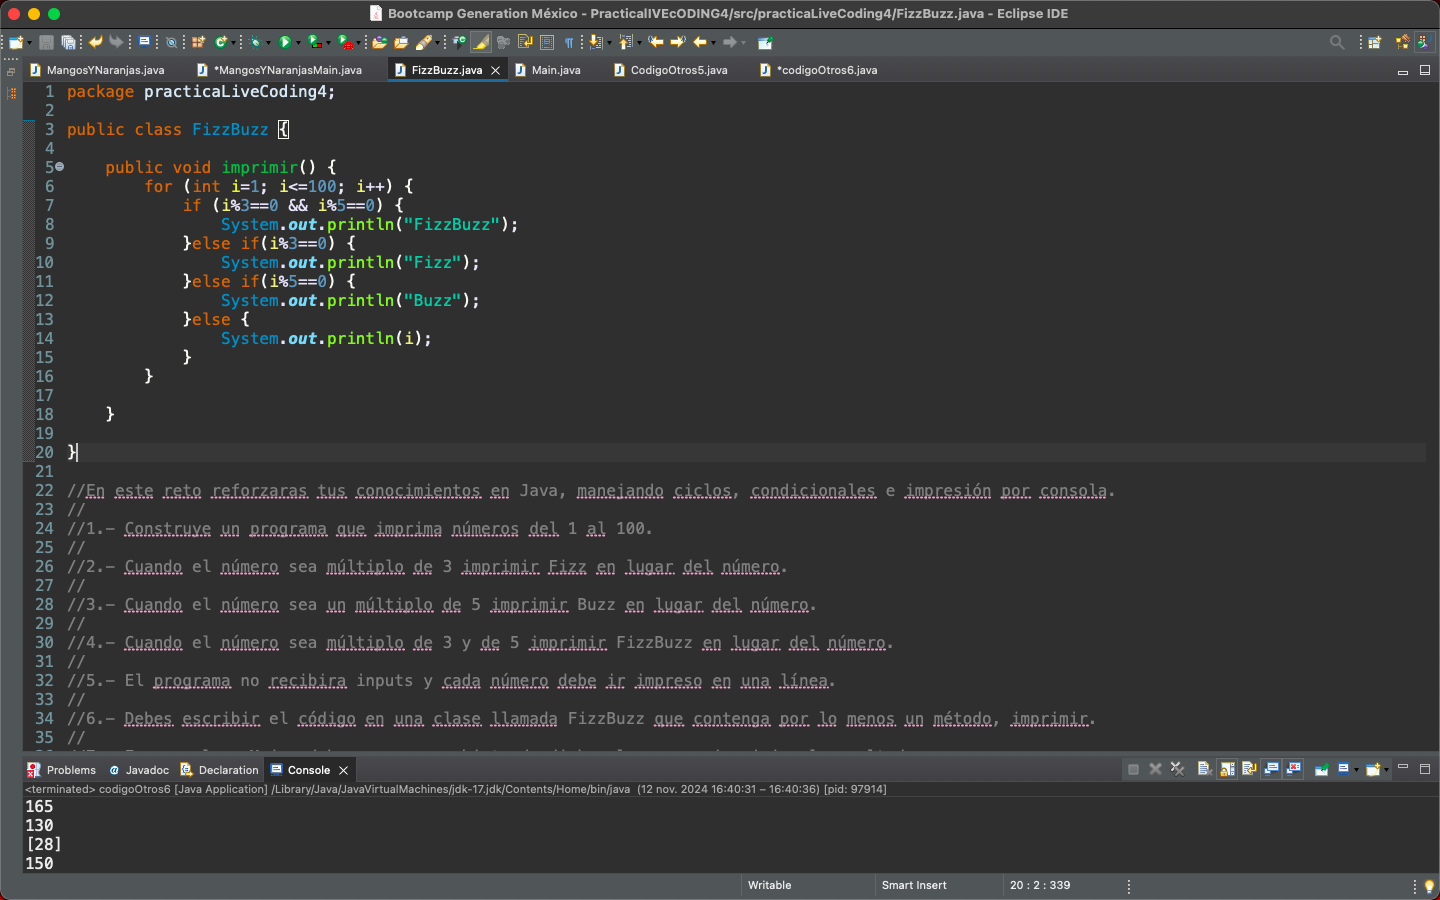 Bootcamp Generation México - PracticalIVEcODING4/src/practicaLiveCoding4/FizzBuzz.java - Eclipse IDE
MangosYNaranjas.java *MangosYNaranjasMain.java FizzBuzz.java Main.java CodigoOtros5.java *codigoOtros6.java
1 package practicaLiveCoding4;
2
3 public class FizzBuzz {
4
5 public void imprimir() {
6 for (int i=1; i<=100; i++) {
7 if (i%3==0 && i%5==0) {
8 System.out.println("FizzBuzz");
9 }else if(i%3==0) {
10 System.out.println("Fizz");
11 }else if(i%5==0) {
12 System.out.println("Buzz");
13 }else {
14 System.out.println(i);
15 }
16 }
17
18 }
19
20 }
21
22 //En este reto reforzaras tus conocimientos en Java, manejando ciclos, condicionales e impresión por consola.
23 //
24 //1.- Construye un programa que imprima números del 1 al 100.
25 //
26 //2.- Cuando el número sea múltiplo de 3 imprimir Fizz en lugar del número.
27 //
28 //3.- Cuando el número sea un múltiplo de 5 imprimir Buzz en lugar del número.
29 //
30 //4.- Cuando el número sea múltiplo de 3 y de 5 imprimir FizzBuzz en lugar del número.
31 //
32 //5.- El programa no recibira inputs y cada número debe ir impreso en una línea.
33 //
34 //6.- Debes escribir el código en una clase llamada FizzBuzz que contenga por lo menos un método, imprimir.
35 //
Problems Javadoc Declaration Console
<terminated> codigoOtros6 [Java Application] /Library/Java/JavaVirtualMachines/jdk-17.jdk/Contents/Home/bin/java (12 nov. 2024 16:40:31 – 16:40:36) [pid: 97914]
165
130
[28]
150
Writable Smart Insert 20 : 2 : 339